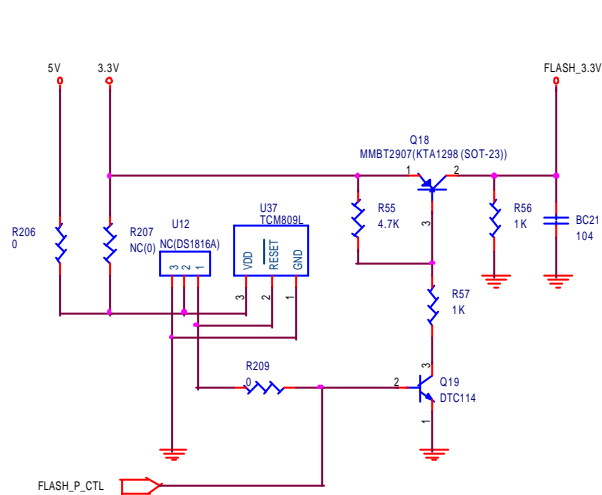 5V
3.3V
FLASH_3.3V
Q18
MMBT2907(KTA1298 (SOT-23))
1
2
3
R206
0
R207
NC(0)
U12
NC(DS1816A)
3
2
1
U37
TCM809L
VDD
RESET
GND
3
2
1
R55
4.7K
R56
1K
BC21
104
R57
1K
R209
0
2
3
1
Q19
DTC114
FLASH_P_CTL